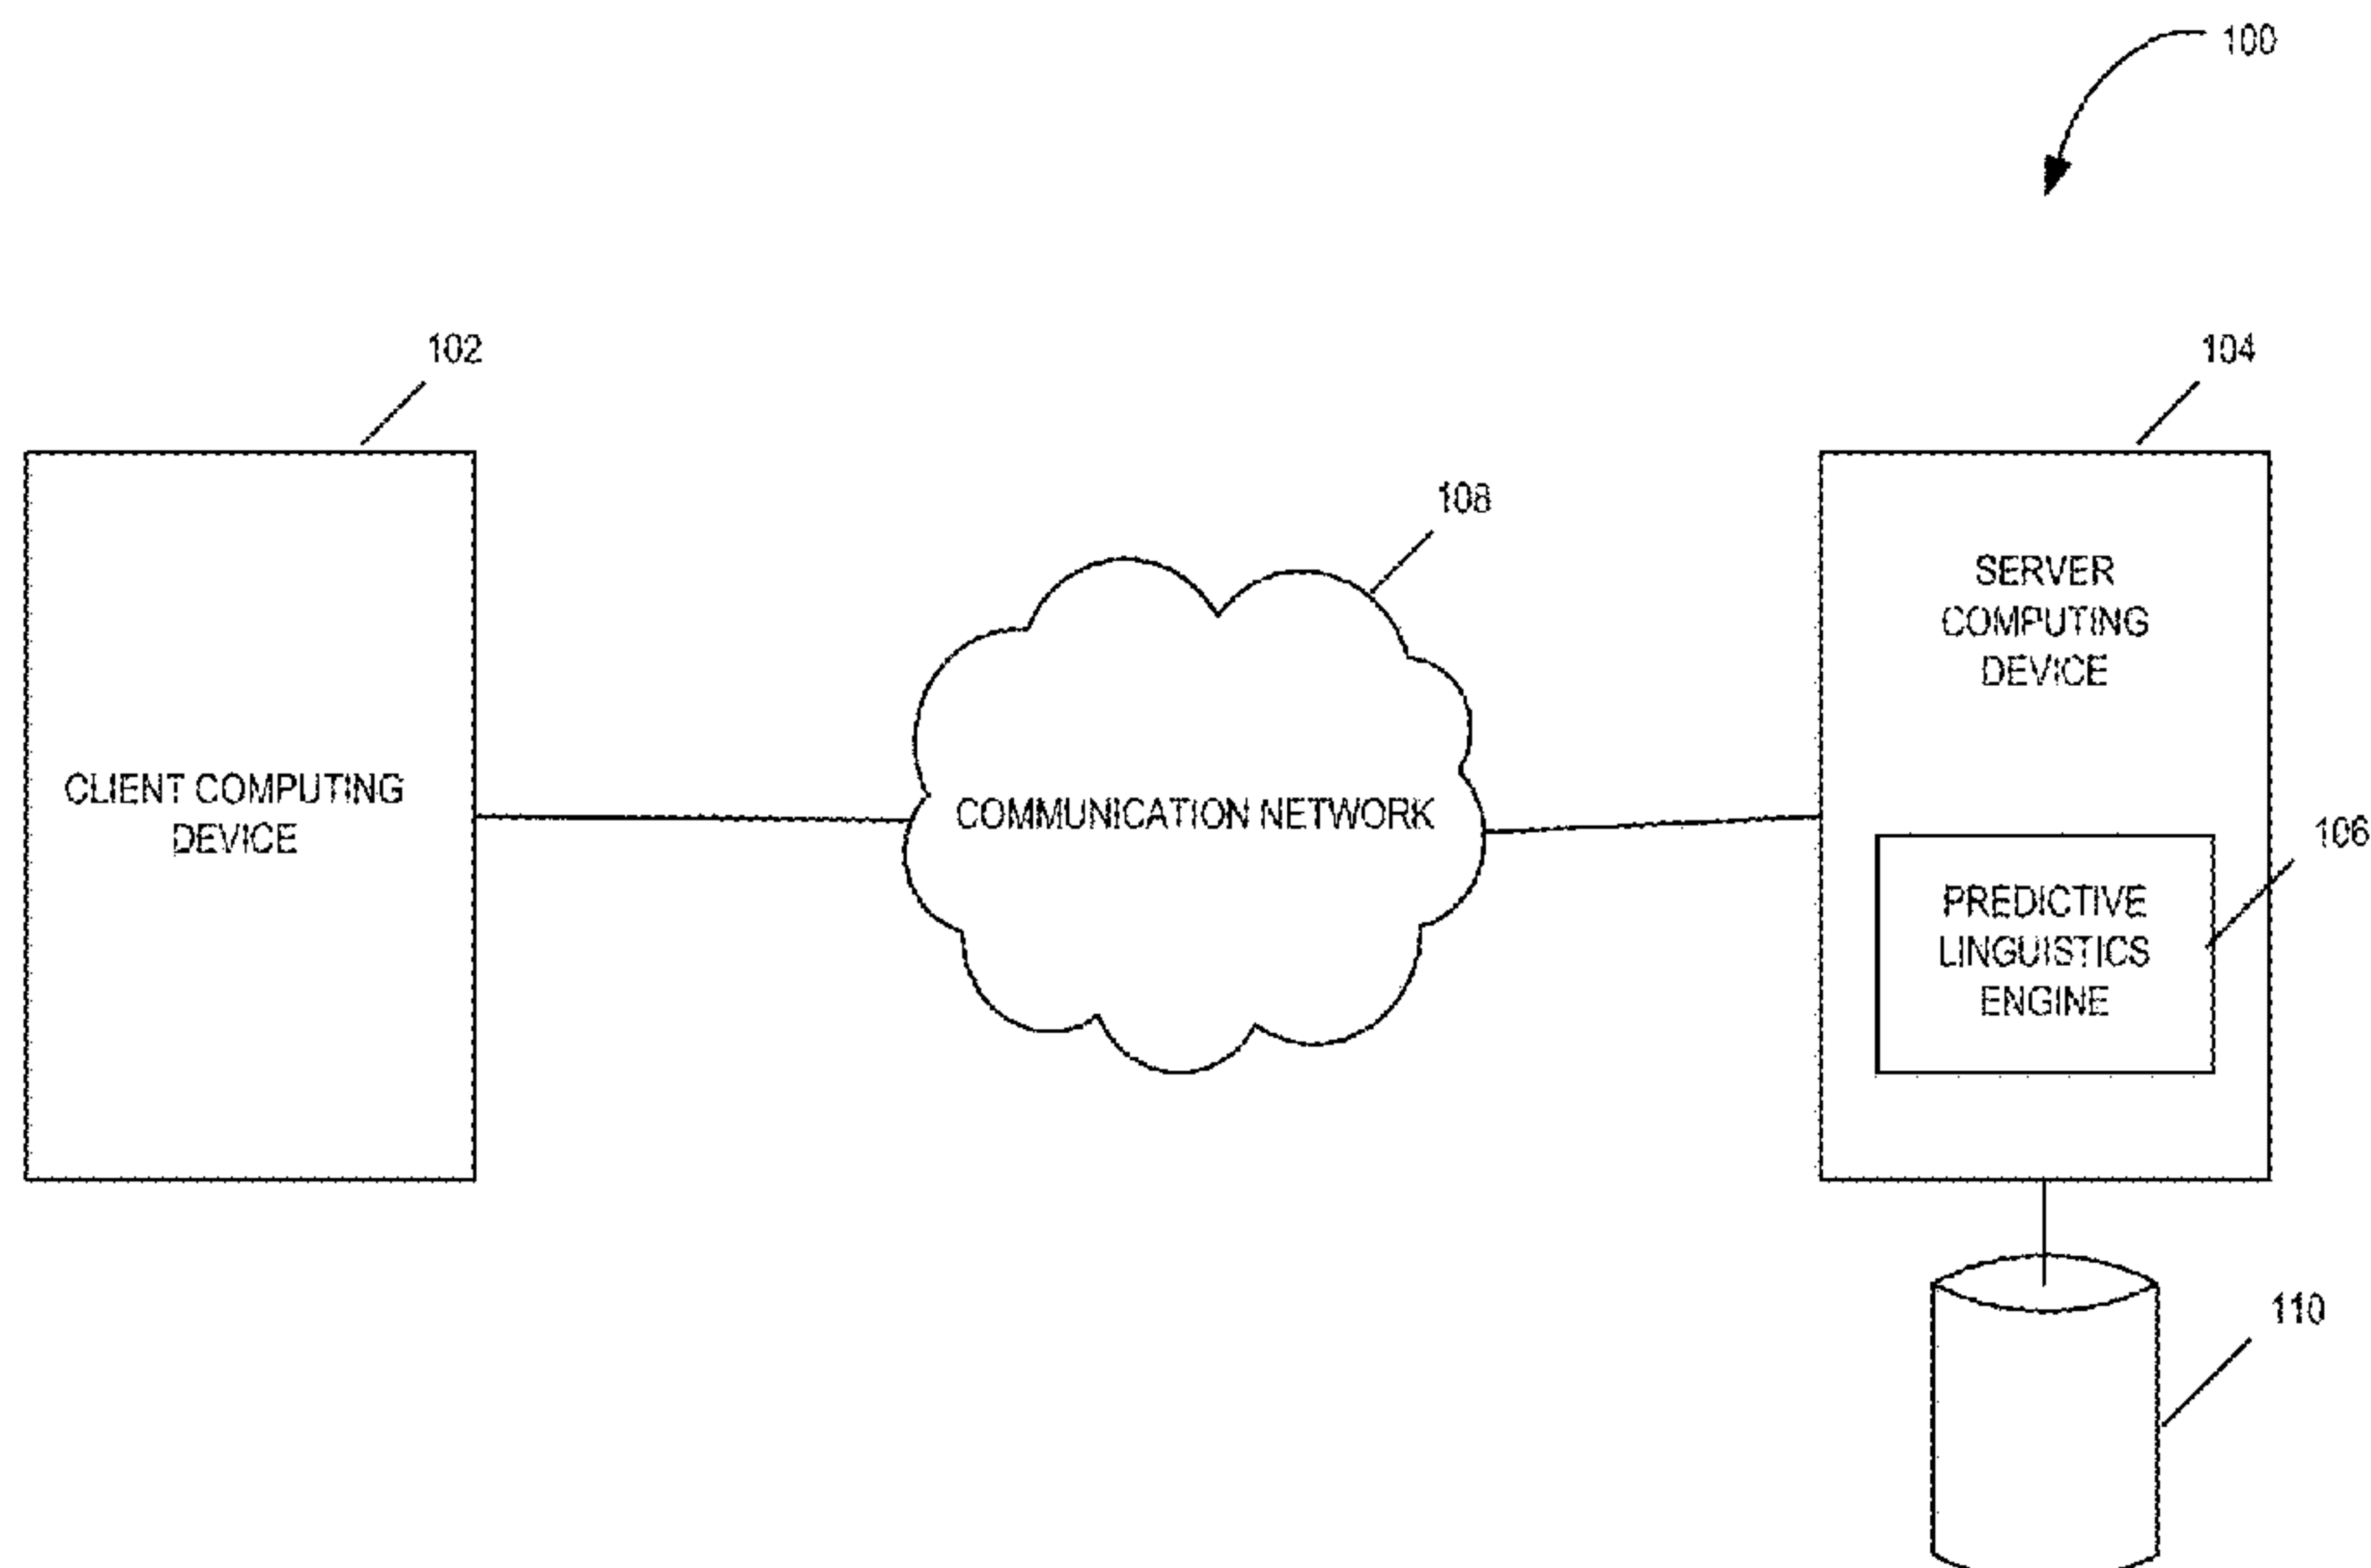 100
102
104
108
SERVER
COMPUTING
DEVICE
CLIENT COMPUTING
DEVICE
COMMUNICATION NETWORK
106
PREDICTIVE
LINGUISTICS
ENGINE
110